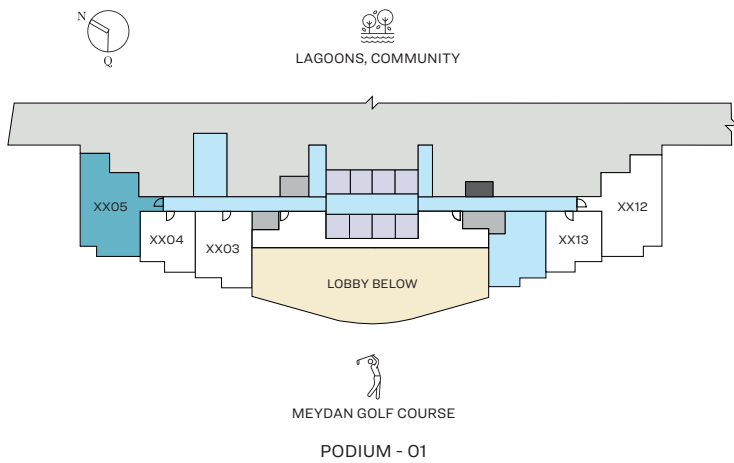 N
Q
LAGOONS, COMMUNITY
XX05
XX12
XX04
XX03
XX13
LOBBY BELOW
MEYDAN GOLF COURSE
PODIUM - 01